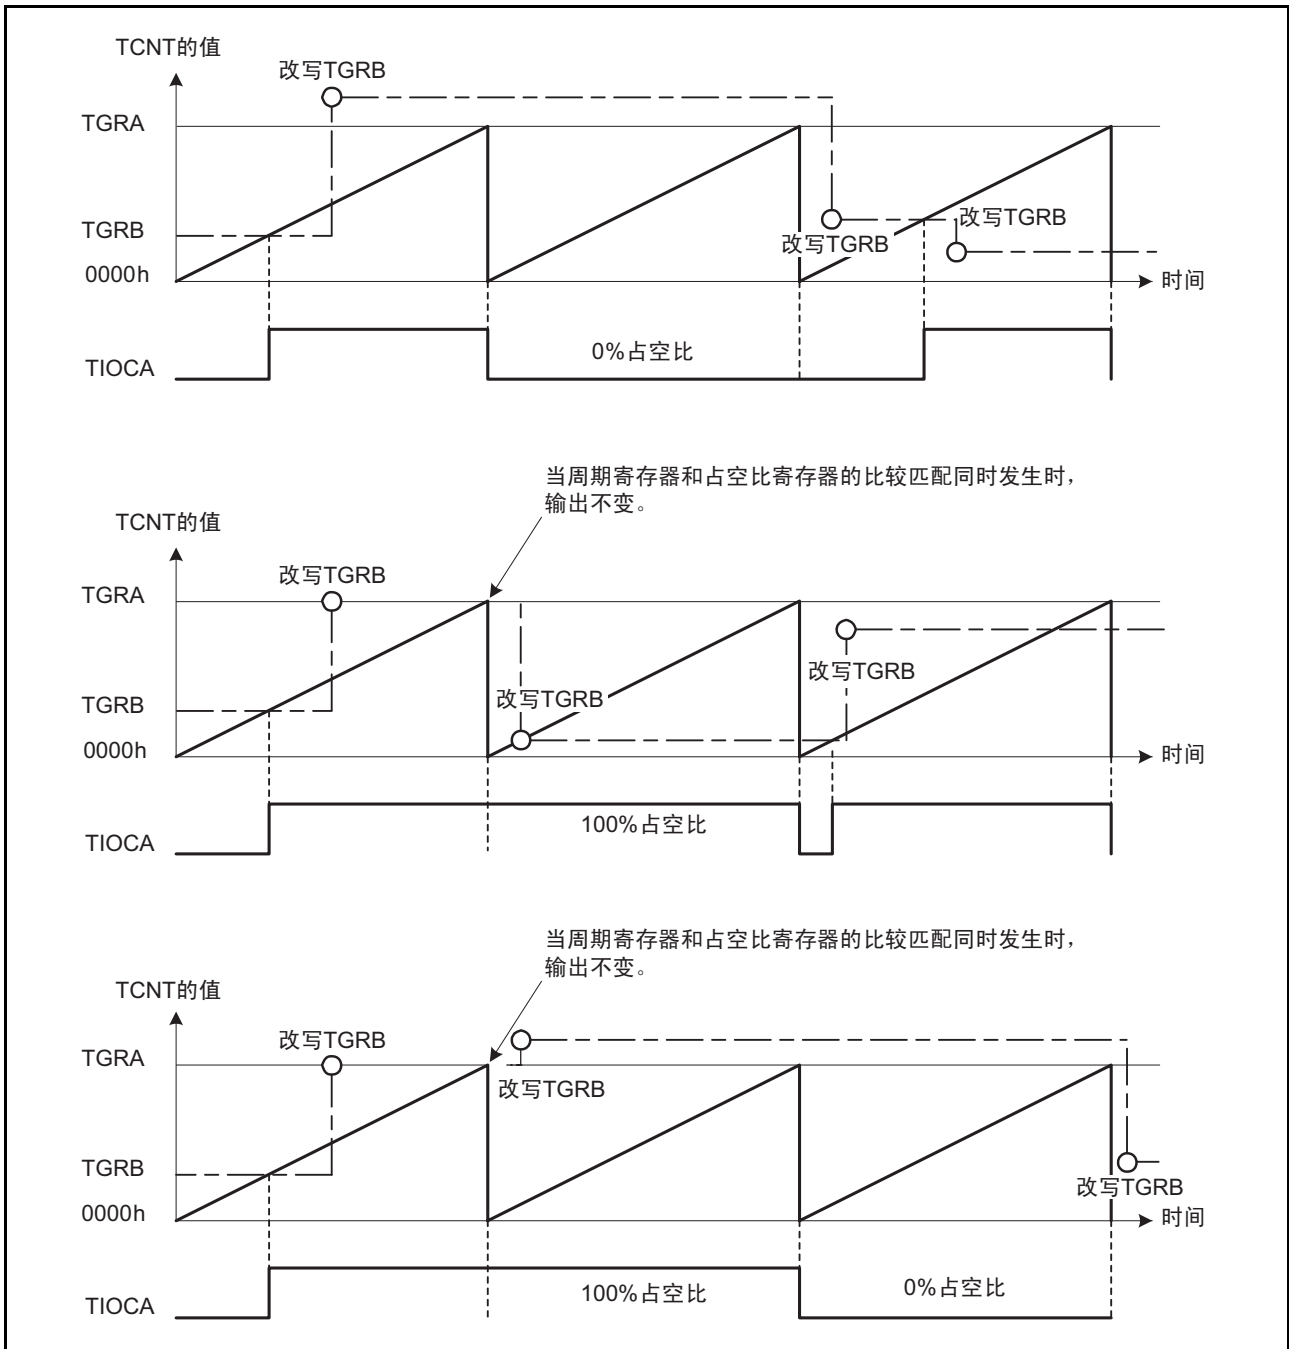 TCNT的值
改写TGRB
TGRA
TGRB
改写TGRB
改写TGRB
0000h
时间
0%占空比
TIOCA
当周期寄存器和占空比寄存器的比较匹配同时发生时，
输出不变。
TCNT的值
改写TGRB
TGRA
改写TGRB
改写TGRB
TGRB
0000h
时间
100%占空比
TIOCA
当周期寄存器和占空比寄存器的比较匹配同时发生时，
输出不变。
TCNT的值
改写TGRB
TGRA
改写TGRB
TGRB
改写TGRB
0000h
时间
100%占空比
0%占空比
TIOCA